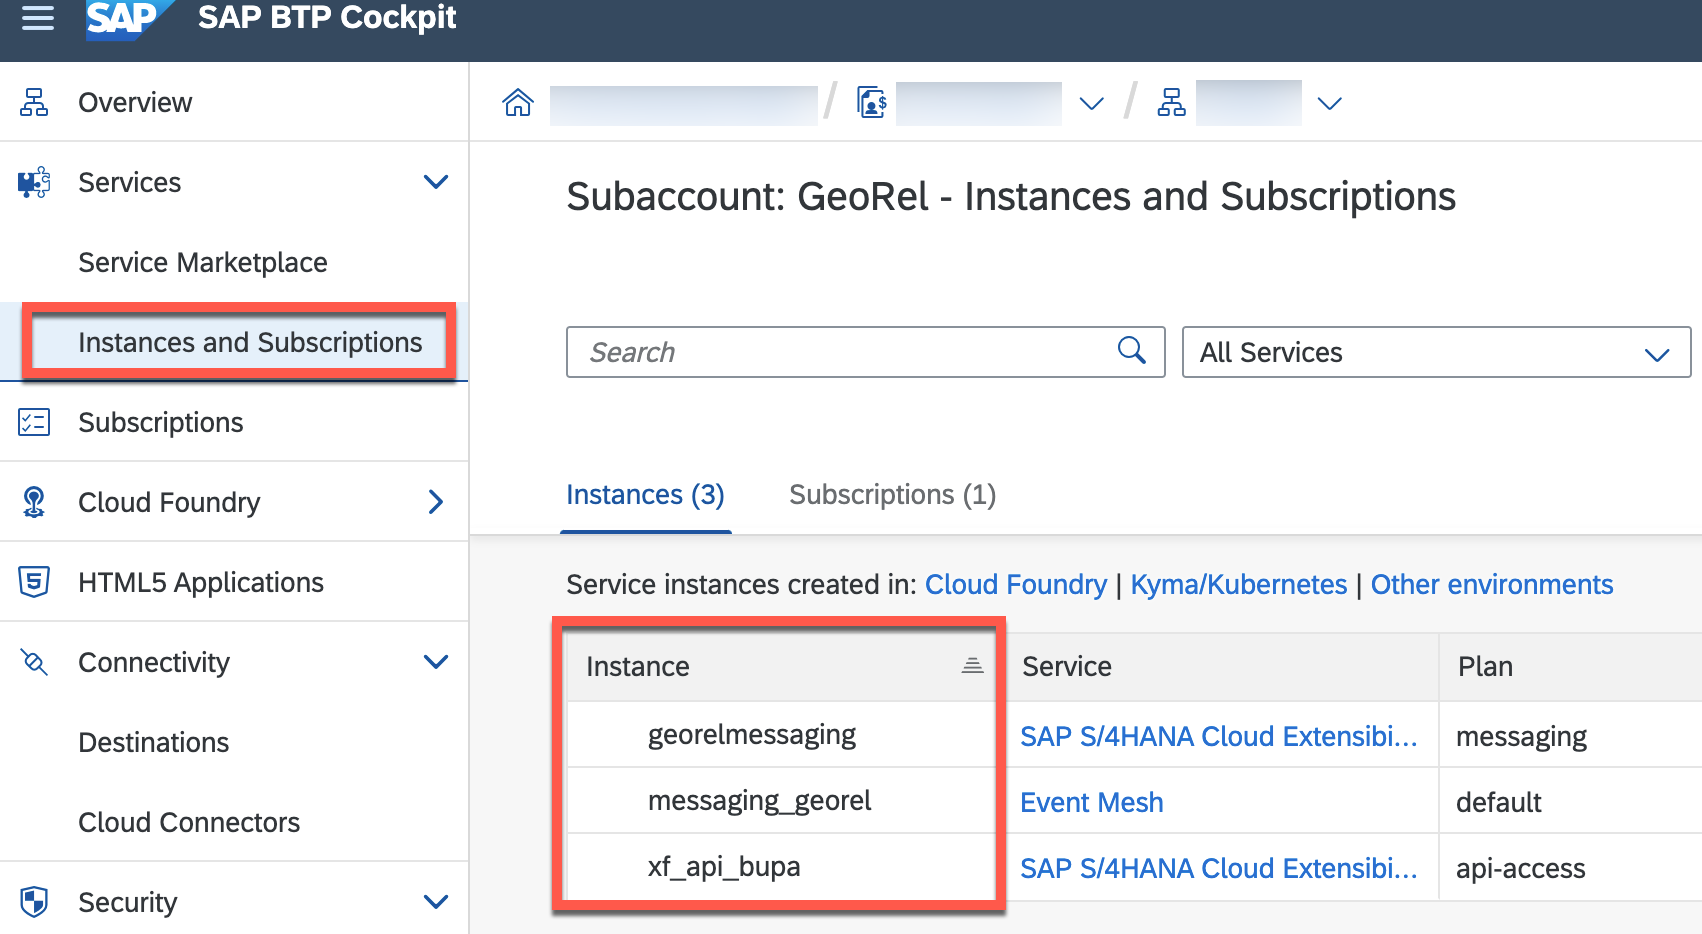 SAP SAP BTP Cockpit
Overview
Services
Service Marketplace
Instances and Subscriptions
Subscriptions
Cloud Foundry
HTML5 Applications
Connectivity
Destinations
Cloud Connectors
Security
Subaccount: GeoRel - Instances and Subscriptions
Search All Services
Instances (3) Subscriptions (1)
Service instances created in: Cloud Foundry | Kyma/Kubernetes | Other environments
Instance Service Plan
georelmessaging SAP S/4HANA Cloud Extensibi... messaging
messaging_georel Event Mesh default
xf_api_bupa SAP S/4HANA Cloud Extensibi... api-access